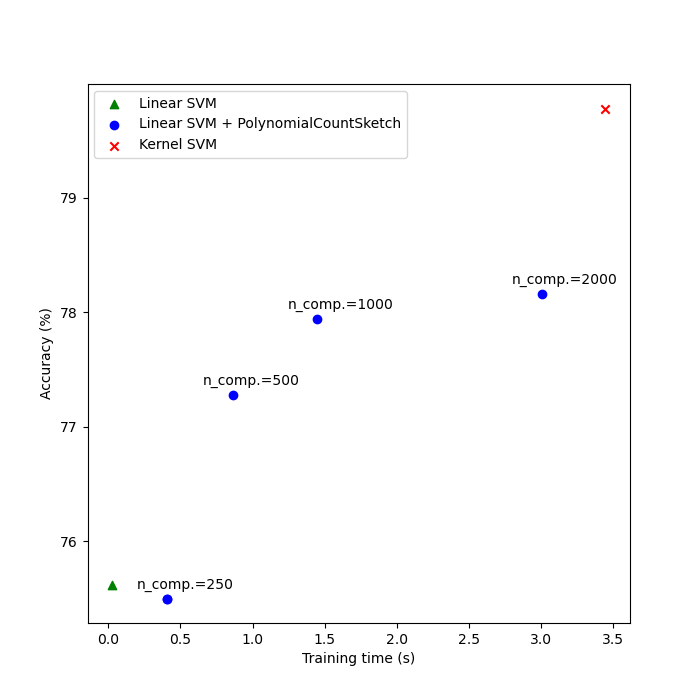 Linear SVM
Linear SVM + PolynomialCountSketch
Kernel SVM
79
78
77
76
Accuracy (%)
n_comp.=2000
n_comp.=1000
n_comp.=500
n_comp.=250
0.0 0.5 1.0 1.5 2.0 2.5 3.0 3.5
Training time (s)